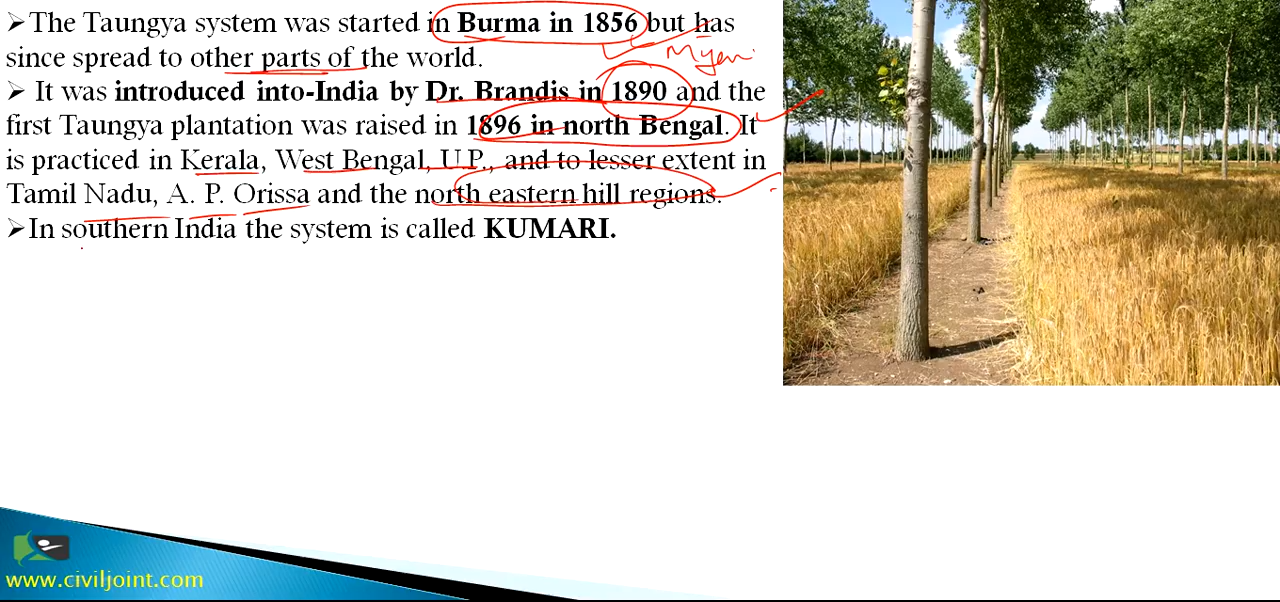 ➢The Taungya system was started in Burma in 1856 but has
since spread to other parts of the world.
Myen
➢ It was introduced into-India by Dr. Brandis in 1890 and the
first Taungya plantation was raised in 1896 in north Bengal. It
is practiced in Kerala, West Bengal, U.P., and to lesser extent in
Tamil Nadu, A. P. Orissa and the north eastern hill regions.
➢In southern India the system is called KUMARI.
www.civiljoint.com